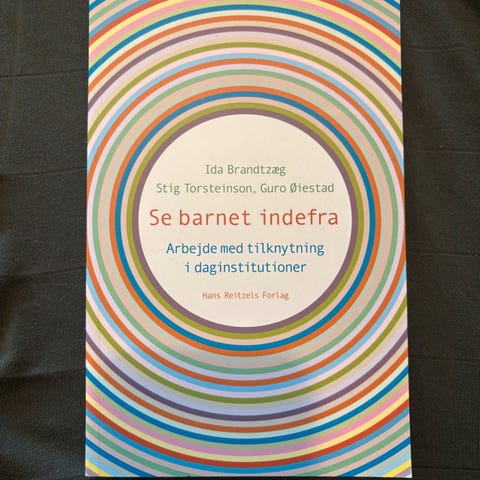 Ida Brandtzæg
Stig Torsteinson, Guro Øiestad
Se barnet indefra
Arbejde med tilknytning
i daginstitutioner
Hans Reitzels Forlag